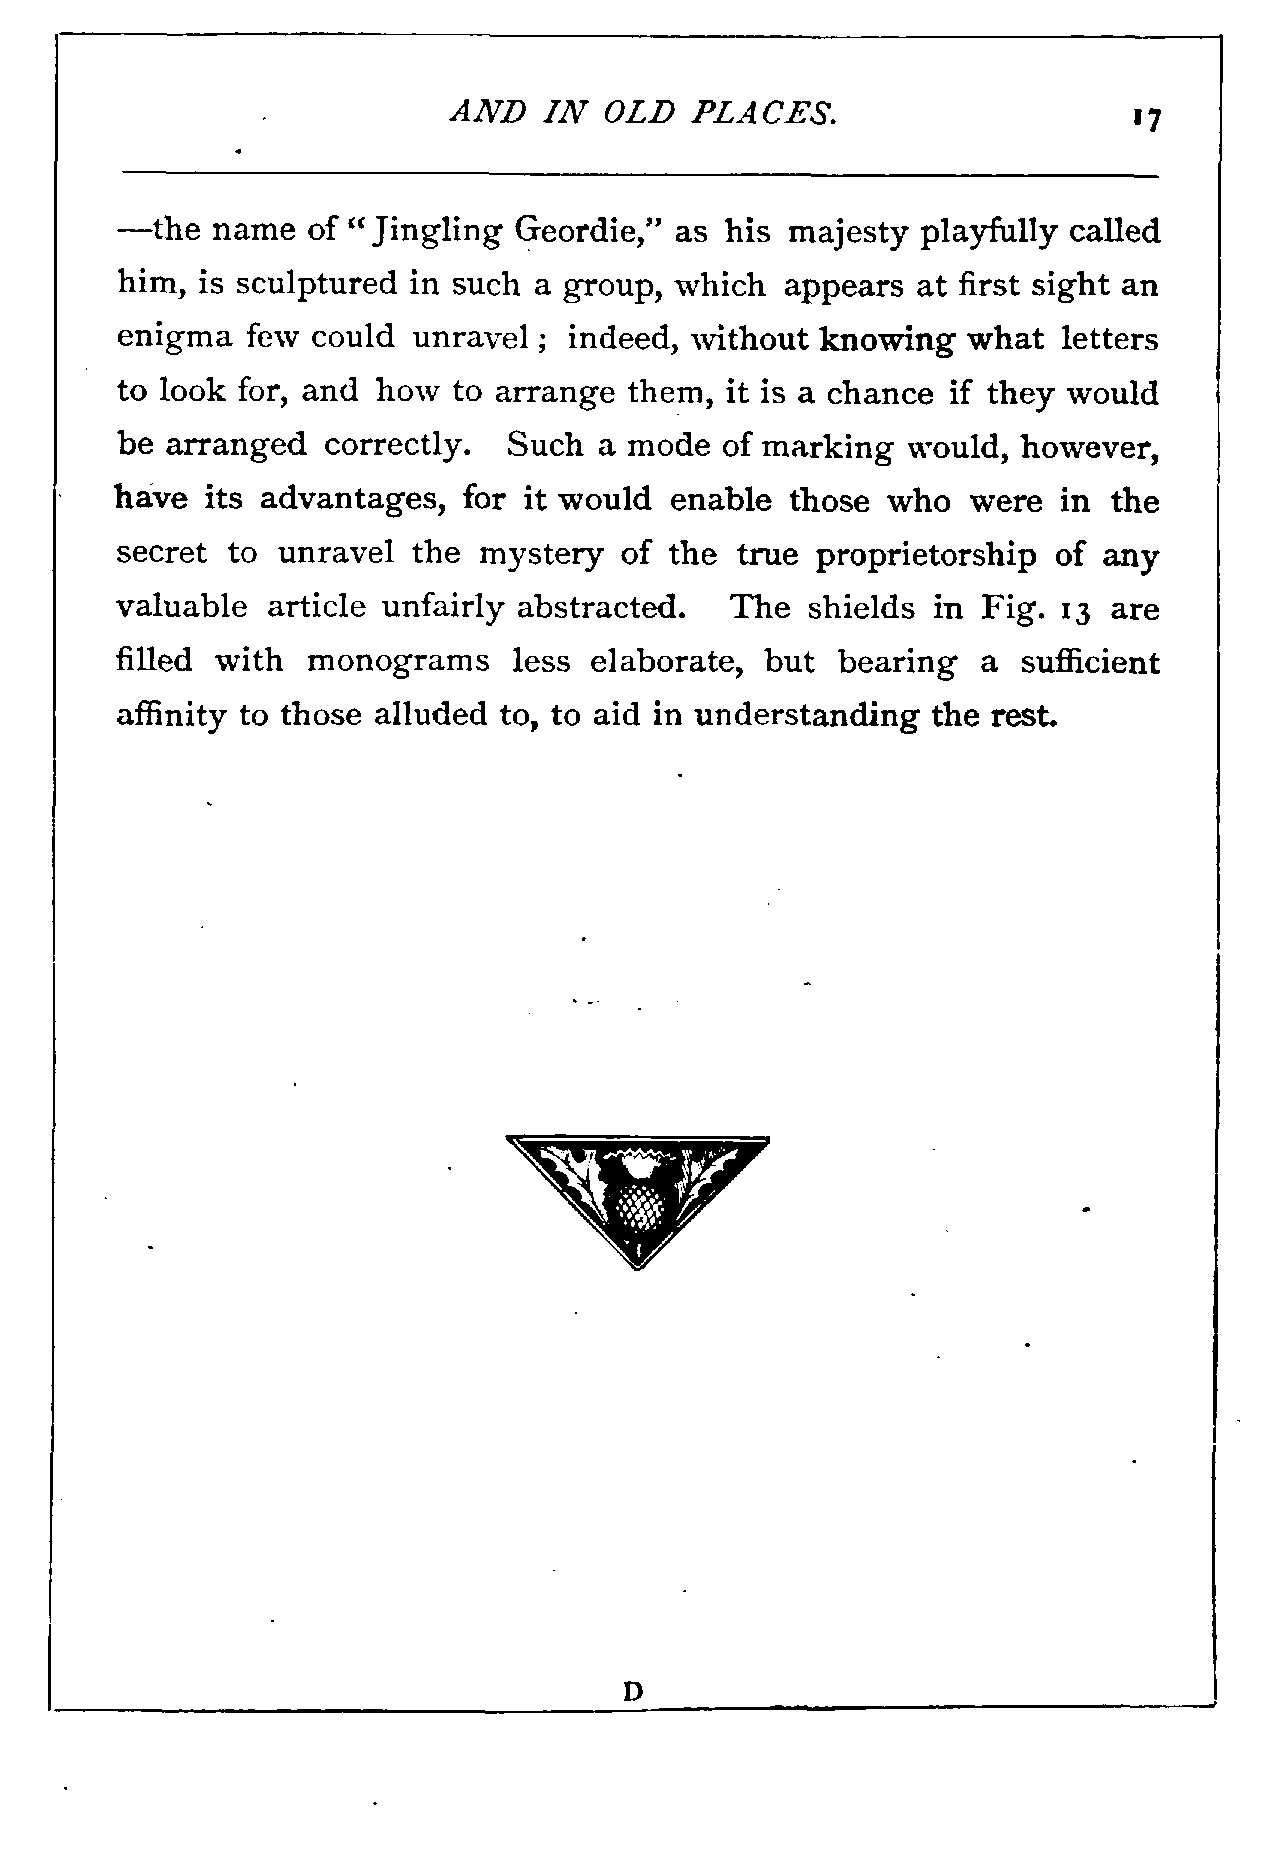 AND IN OLD PLACES. 17
—the name of “Jingling Geordie,” as his majesty playfully called
him, is sculptured in such a group, which appears at first sight an
enigma few could unravel ; indeed, without knowing what letters
to look for, and how to arrange them, it is a chance if they would
be arranged correctly. Such a mode of marking would, however,
have its advantages, for it would enable those who were in the
secret to unravel the mystery of the true proprietorship of any
valuable article unfairly abstracted. The shields in Fig. 13 are
filled with monograms less elaborate, but bearing a sufficient
affinity to those alluded to, to aid in understanding the rest.
D